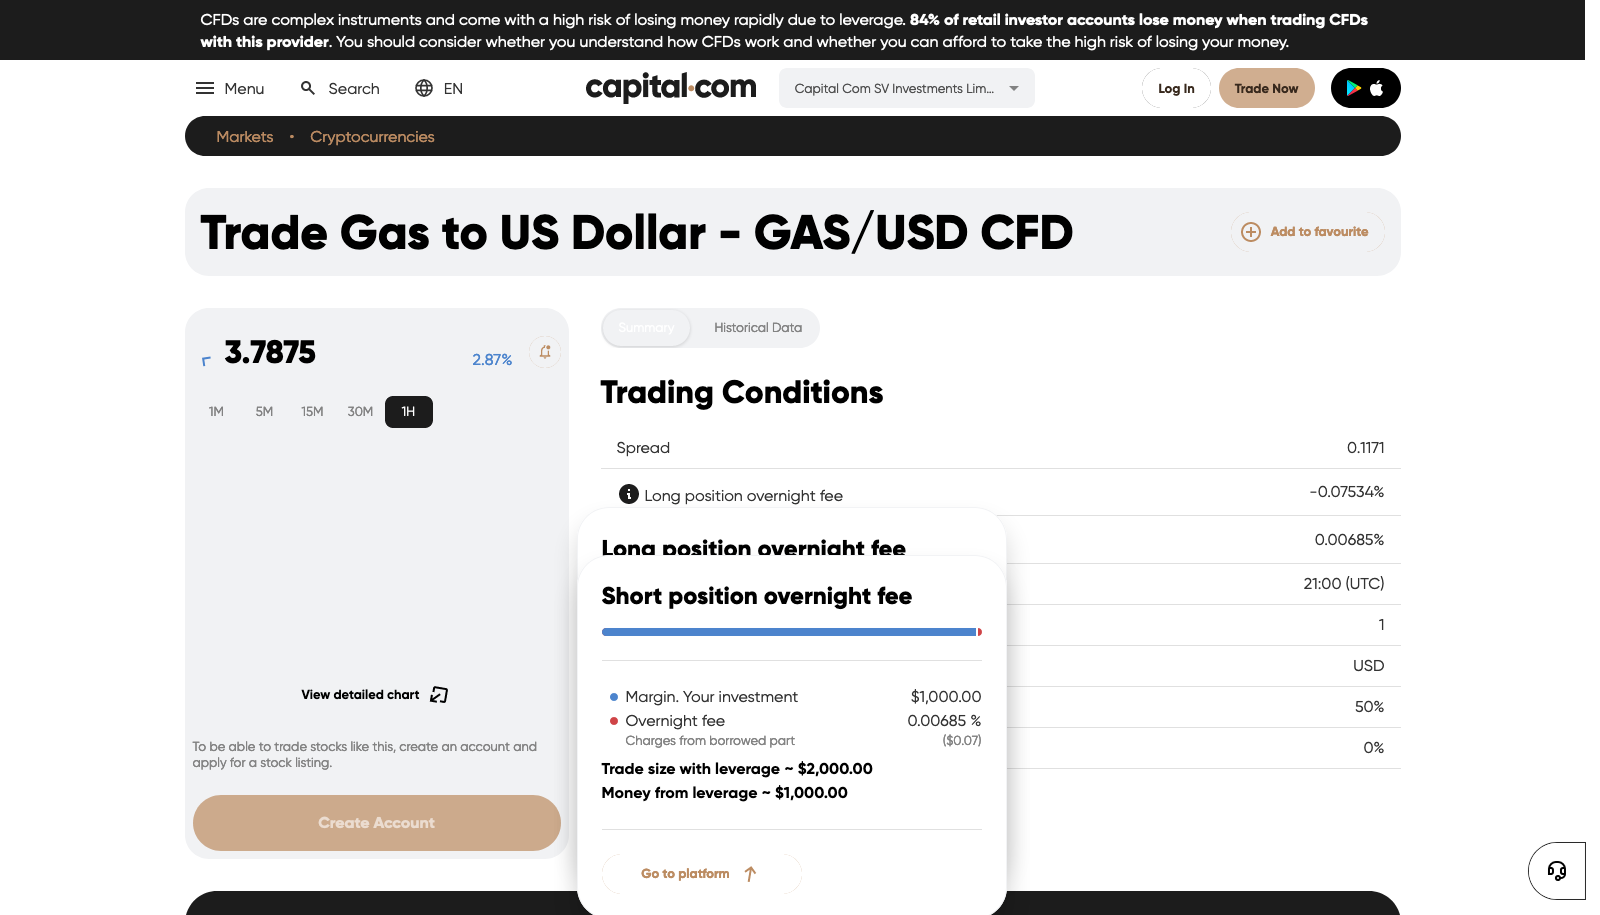 CFDs are complex instruments and come with a high risk of losing money rapidly due to leverage. 84% of retail investor accounts lose money when trading CFDs
with this provider. You should consider whether you understand how CFDs work and whether you can afford to take the high risk of losing your money.
Menu Search EN capital.com Capital Com SV Investments Lim... Log In Trade Now
Markets • Cryptocurrencies
Trade Gas to US Dollar - GAS/USD CFD
Add to favourite
3.7875 2.87%
1M 5M 15M 30M 1H
View detailed chart
To be able to trade stocks like this, create an account and
apply for a stock listing.
Create Account
Summary Historical Data
Trading Conditions
Spread 0.1171
Long position overnight fee -0.07534%
0.00685%
21:00 (UTC)
1
USD
50%
0%
Long position overnight fee
Short position overnight fee
Margin. Your investment $1,000.00
Overnight fee 0.00685 %
Charges from borrowed part ($0.07)
Trade size with leverage ~ $2,000.00
Money from leverage ~ $1,000.00
Go to platform